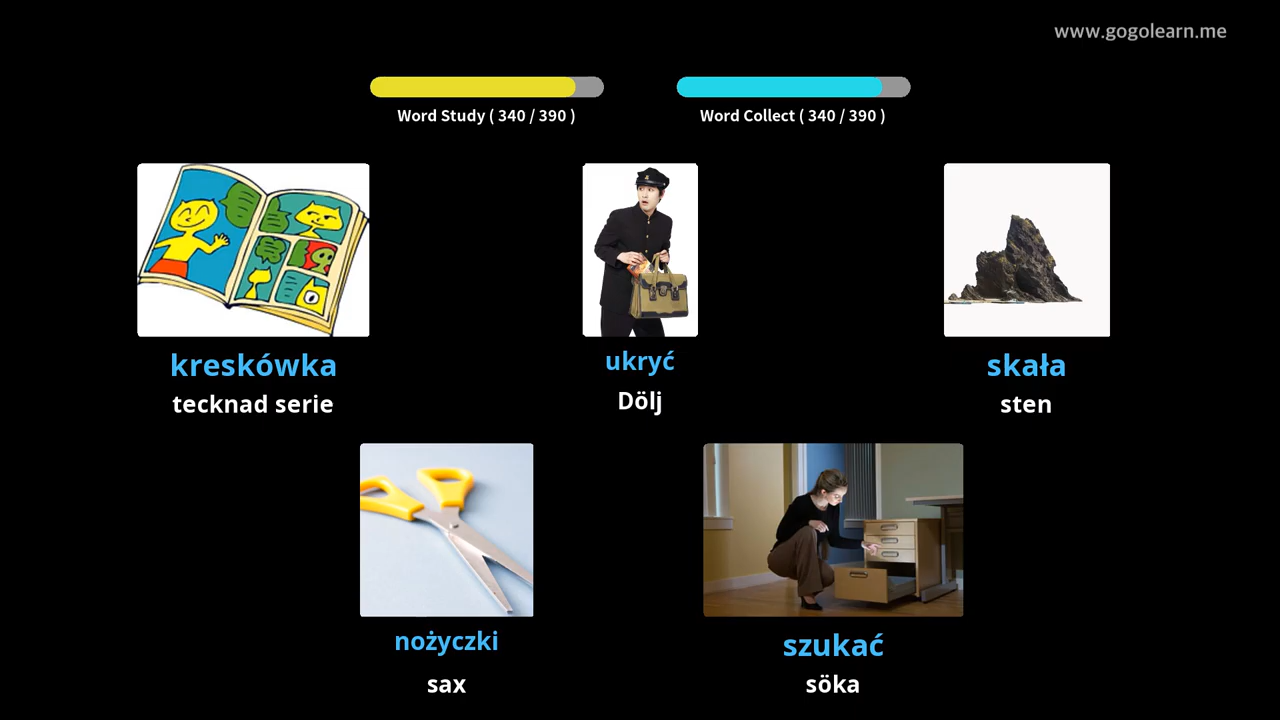 www.gogolearn.me
Word Study ( 340 / 390 )
Word Collect ( 340 / 390 )
kreskówka
tecknad serie
ukryć
Dölj
skała
sten
nożyczki
sax
szukać
söka